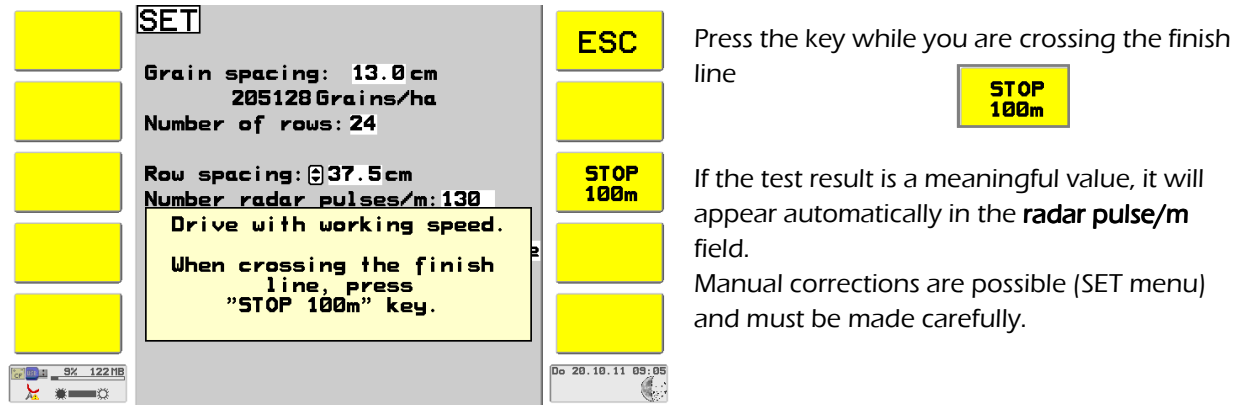 SET
Grain spacing: 13.0 cm
205128 Grains/ha
Number of rows: 24
Row spacing: 37.5 cm
Number radar pulses/m: 130
Drive with working speed.
When crossing the finish
line, press
”STOP 100m” key.
ESC
STOP
100m
9% 122MB
Do 20.10.11 09:05
Press the key while you are crossing the finish
line
STOP
100m
If the test result is a meaningful value, it will
appear automatically in the radar pulse/m
field.
Manual corrections are possible (SET menu)
and must be made carefully.